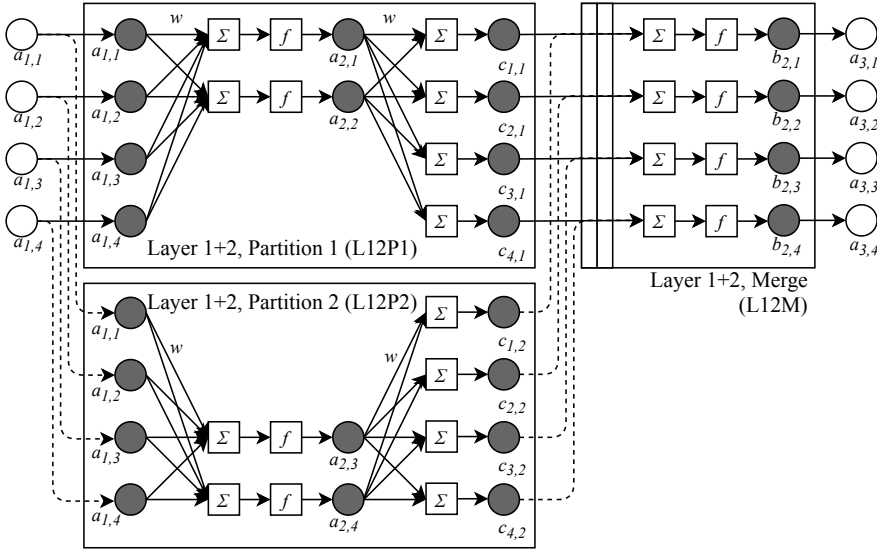 w
w
Σ f Σ Σ f
a1,1 a1,1 a2,1 c1,1 b2,1 a3,1
Σ f Σ Σ f
a1,2 a1,2 a2,2 c2,1 b2,2 a3,2
Σ Σ f
a1,3 a1,3 c3,1 b2,3 a3,3
Σ Σ f
a1,4 a1,4 c4,1 b2,4 a3,4
Layer 1+2, Partition 1 (L12P1)
Layer 1+2, Merge
(L12M)
Layer 1+2, Partition 2 (L12P2)
Σ
a1,1 c1,2
w w
Σ
a1,2 c2,2
Σ f Σ
a1,3 a2,3 c3,2
Σ f Σ
a1,4 a2,4 c4,2